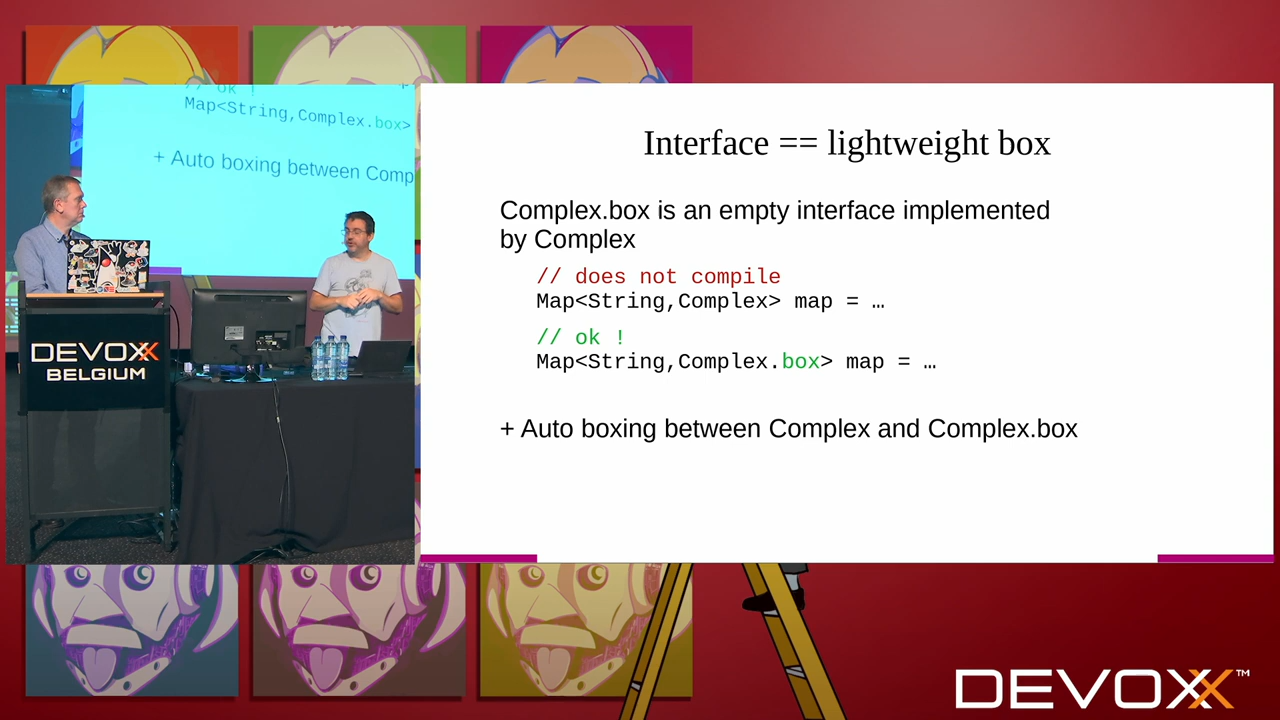 // ok !
Map<String,Complex.box>
+ Auto boxing between Comp
DEVOXX
BELGIUM
Interface == lightweight box
Complex.box is an empty interface implemented
by Complex
// does not compile
Map<String,Complex> map = …
// ok !
Map<String,Complex.box> map = …
+ Auto boxing between Complex and Complex.box
DEVOXX™